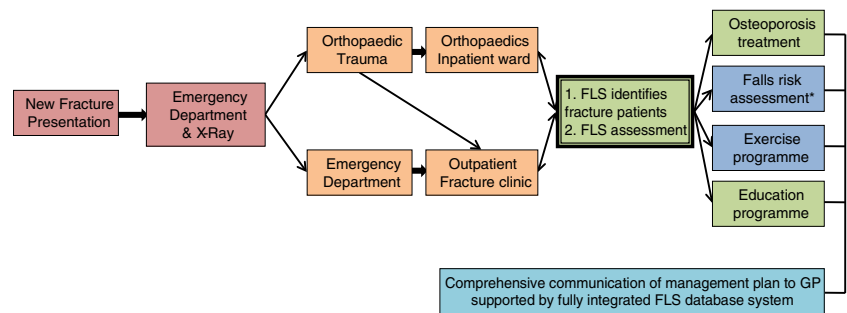 New Fracture
Presentation
Emergency
Department
& X-Ray
Orthopaedic
Trauma
Orthopaedics
Inpatient ward
Emergency
Department
Outpatient
Fracture clinic
1. FLS identifies
fracture patients
2. FLS assessment
Osteoporosis
treatment
Falls risk
assessment*
Exercise
programme
Education
programme
Comprehensive communication of management plan to GP
supported by fully integrated FLS database system